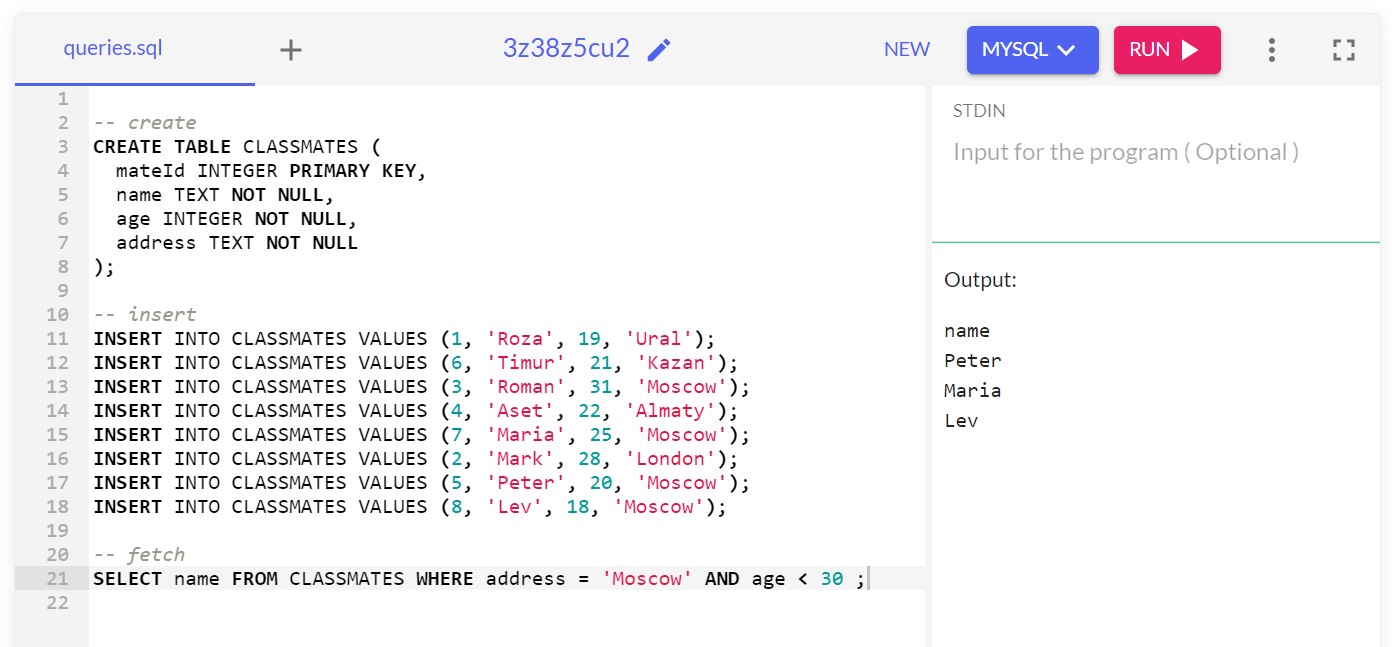 queries.sql
3z38z5cu2
NEW
MYSQL
RUN
1
2 -- create
3 CREATE TABLE CLASSMATES (
4   mateId INTEGER PRIMARY KEY,
5   name TEXT NOT NULL,
6   age INTEGER NOT NULL,
7   address TEXT NOT NULL
8 );
9
10 -- insert
11 INSERT INTO CLASSMATES VALUES (1, 'Roza', 19, 'Ural');
12 INSERT INTO CLASSMATES VALUES (6, 'Timur', 21, 'Kazan');
13 INSERT INTO CLASSMATES VALUES (3, 'Roman', 31, 'Moscow');
14 INSERT INTO CLASSMATES VALUES (4, 'Aset', 22, 'Almaty');
15 INSERT INTO CLASSMATES VALUES (7, 'Maria', 25, 'Moscow');
16 INSERT INTO CLASSMATES VALUES (2, 'Mark', 28, 'London');
17 INSERT INTO CLASSMATES VALUES (5, 'Peter', 20, 'Moscow');
18 INSERT INTO CLASSMATES VALUES (8, 'Lev', 18, 'Moscow');
19
20 -- fetch
21 SELECT name FROM CLASSMATES WHERE address = 'Moscow' AND age < 30 ;
22
STDIN
Input for the program ( Optional )
Output:
name
Peter
Maria
Lev